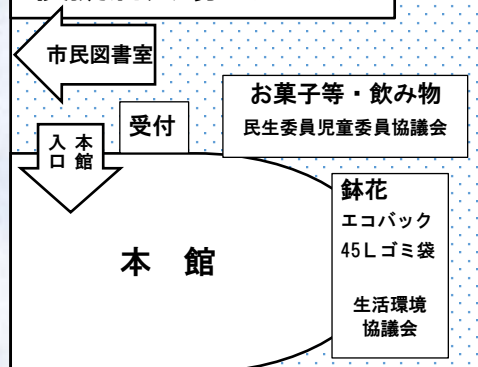 市民図書室
お菓子等・飲み物
民生委員児童委員協議会
受付
本館
入口
鉢花
エコバック
45Lゴミ袋
生活環境
協議会
本 館